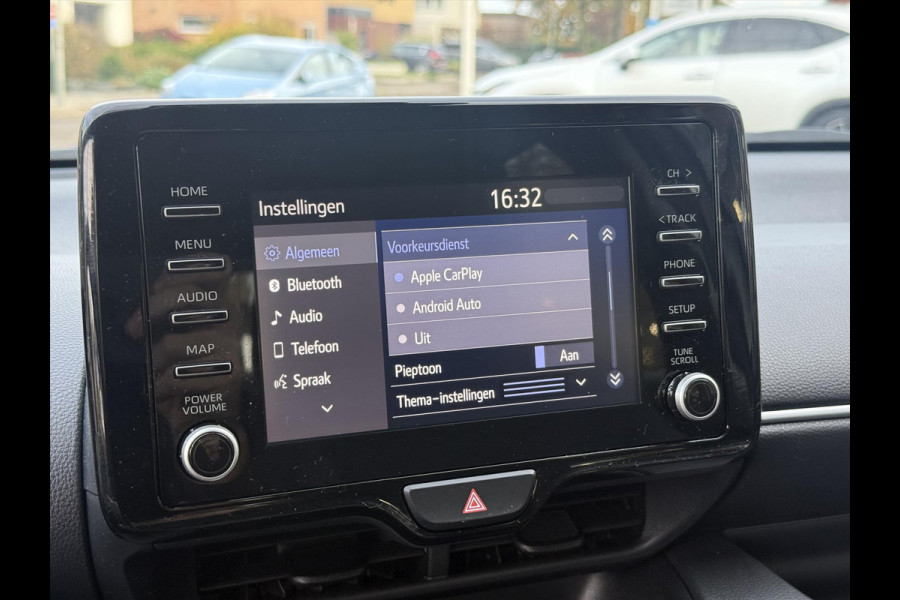 HOME
MENU
AUDIO
MAP
POWER
VOLUME
Instellingen
16:32
Algemeen
Bluetooth
Audio
Telefoon
Spraak
Voorkeursdienst
Apple CarPlay
Android Auto
Uit
Pieptoon
Aan
Thema-instellingen
CH >
< TRACK
PHONE
SETUP
TUNE
SCROLL